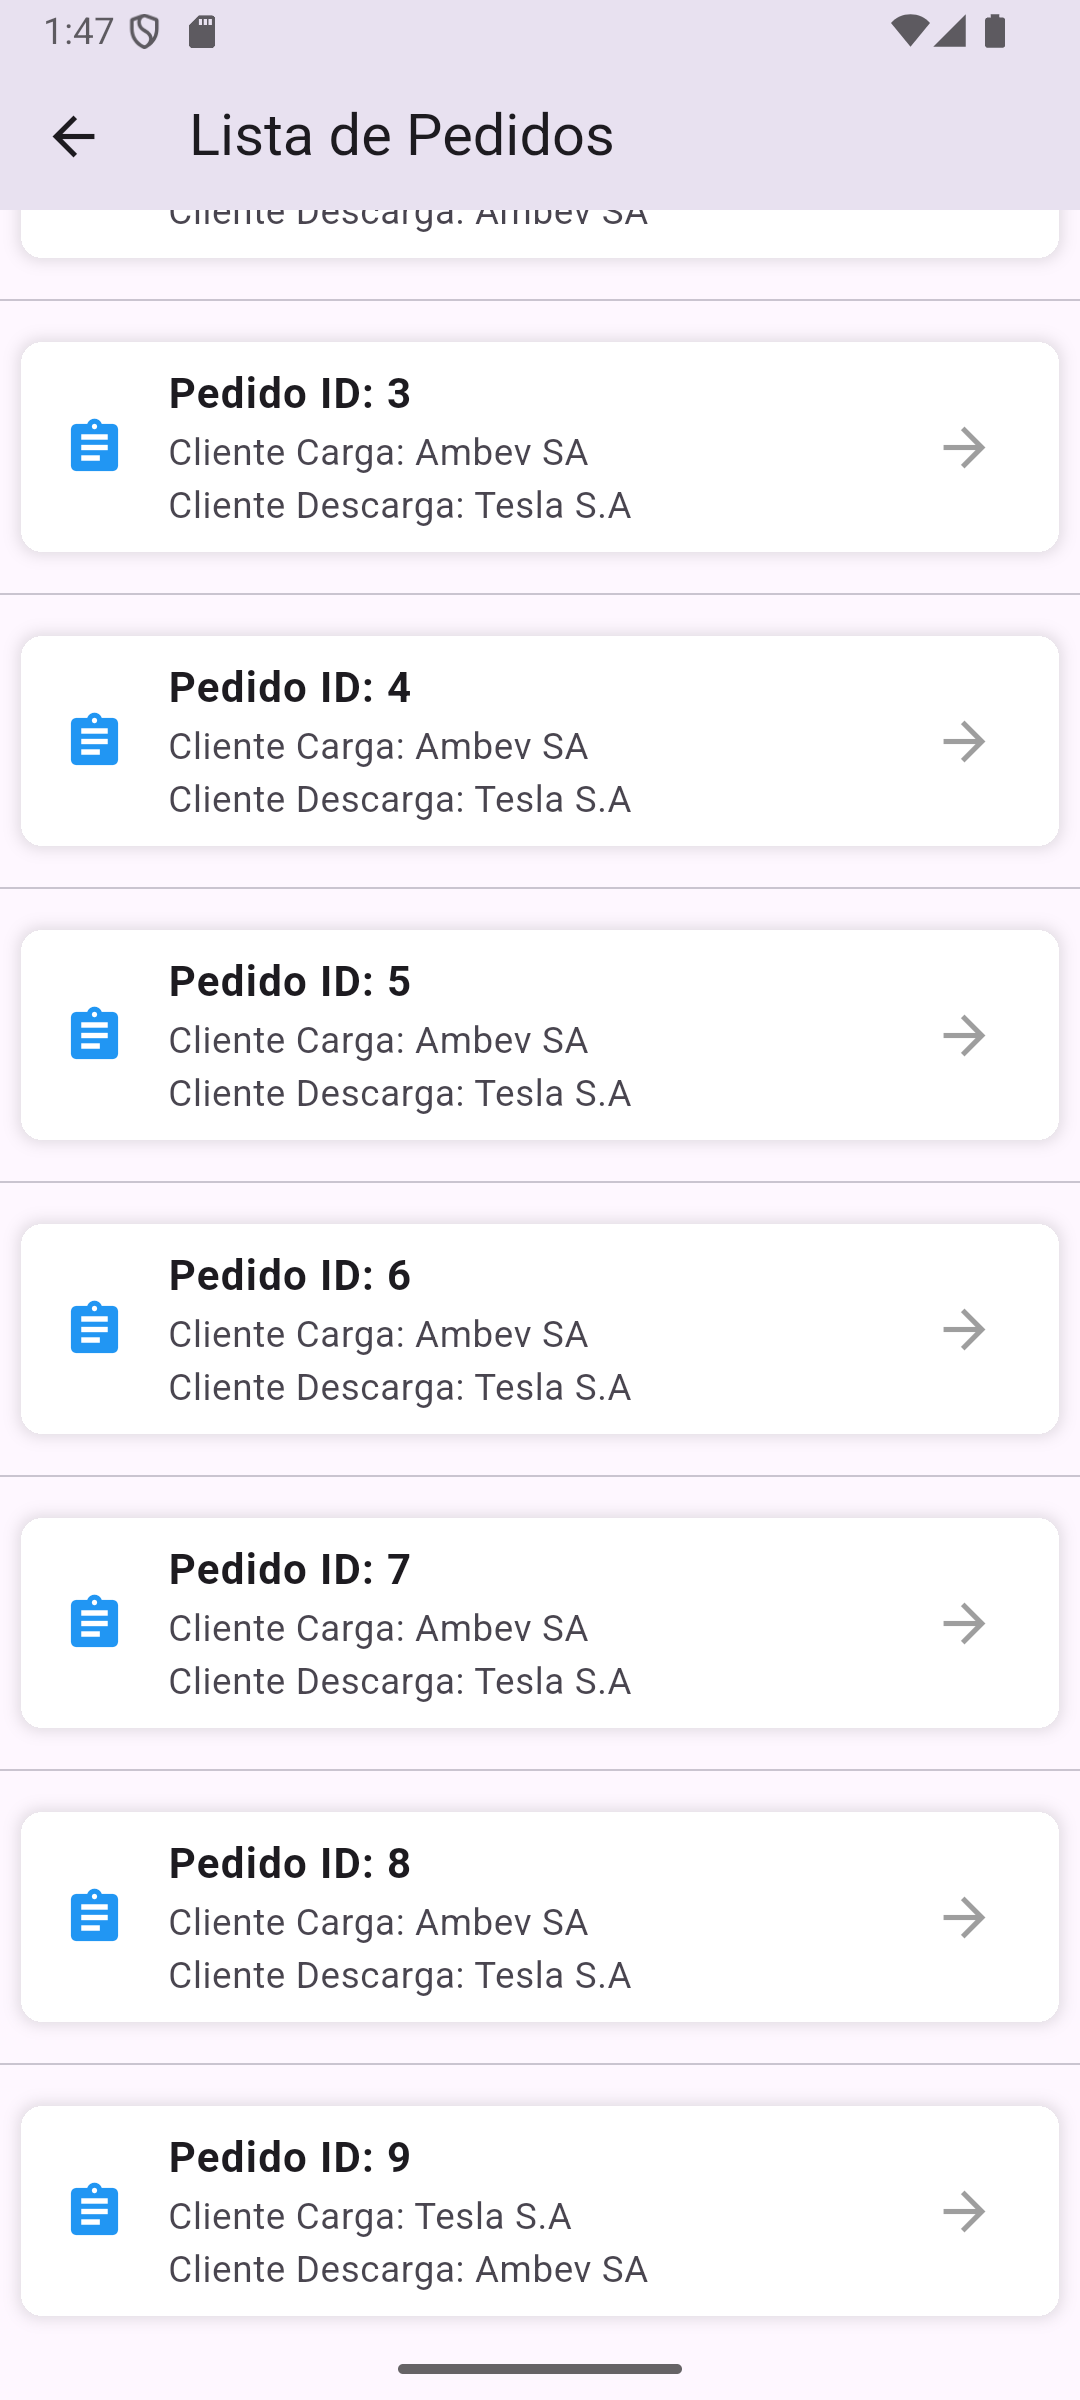 1:47
Lista de Pedidos
Cliente Descarga: Ambev SA
Pedido ID: 3
Cliente Carga: Ambev SA
Cliente Descarga: Tesla S.A
Pedido ID: 4
Cliente Carga: Ambev SA
Cliente Descarga: Tesla S.A
Pedido ID: 5
Cliente Carga: Ambev SA
Cliente Descarga: Tesla S.A
Pedido ID: 6
Cliente Carga: Ambev SA
Cliente Descarga: Tesla S.A
Pedido ID: 7
Cliente Carga: Ambev SA
Cliente Descarga: Tesla S.A
Pedido ID: 8
Cliente Carga: Ambev SA
Cliente Descarga: Tesla S.A
Pedido ID: 9
Cliente Carga: Tesla S.A
Cliente Descarga: Ambev SA